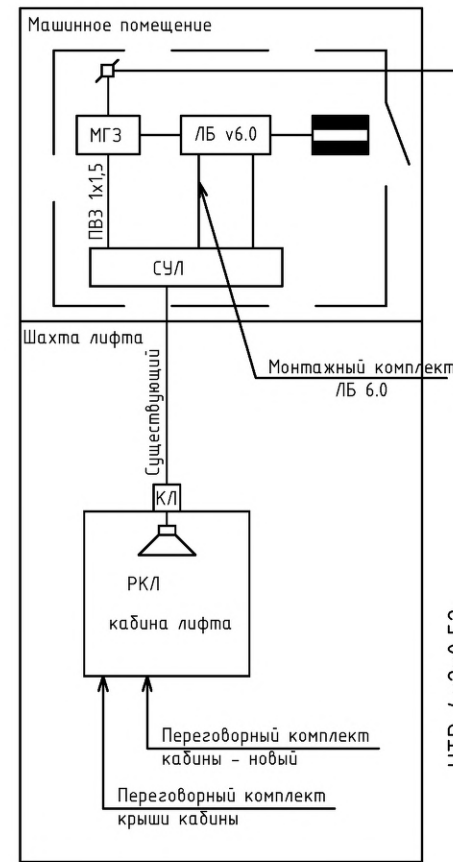 Машинное помещение
МГЗ
ЛБ v6.0
ПВЗ 1х1,5
СУЛ
Шахта лифта
Монтажный комплект
ЛБ 6.0
Существующий
КЛ
РКЛ
кабина лифта
Переговорный комплект
кабины - новый
Переговорный комплект
крыши кабины